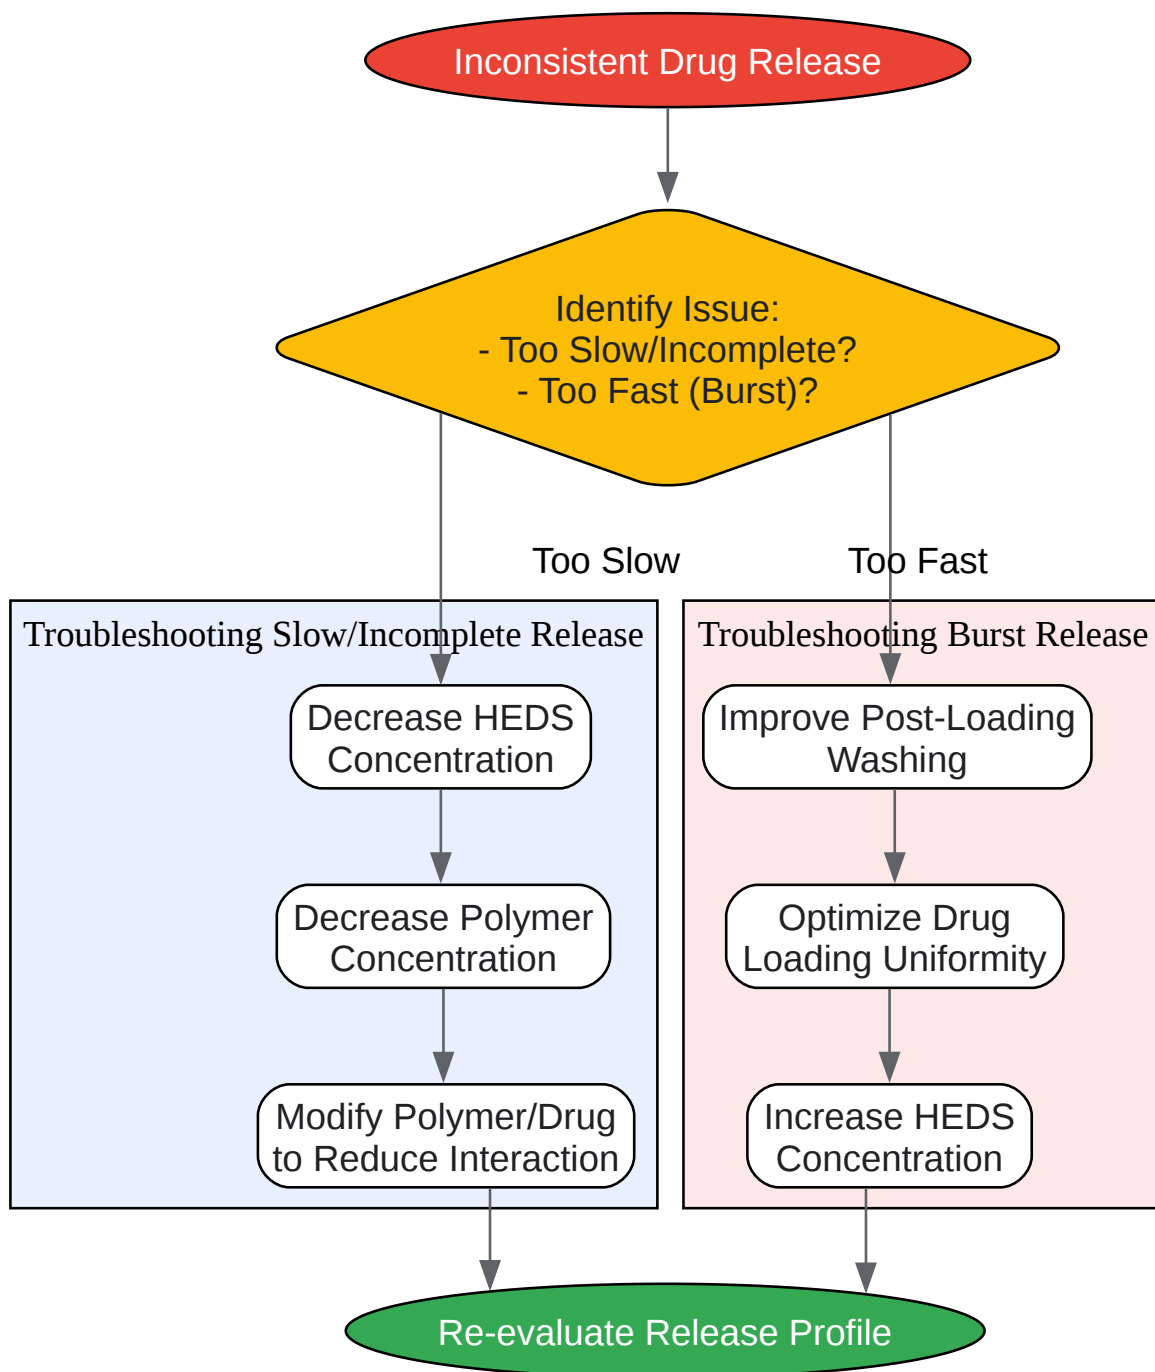 Inconsistent Drug Release
Identify Issue:
- Too Slow/Incomplete?
- Too Fast (Burst)?
Too Slow
Too Fast
Troubleshooting Slow/Incomplete Release
Decrease HEDS
Concentration
Decrease Polymer
Concentration
Modify Polymer/Drug
to Reduce Interaction
Troubleshooting Burst Release
Improve Post-Loading
Washing
Optimize Drug
Loading Uniformity
Increase HEDS
Concentration
Re-evaluate Release Profile